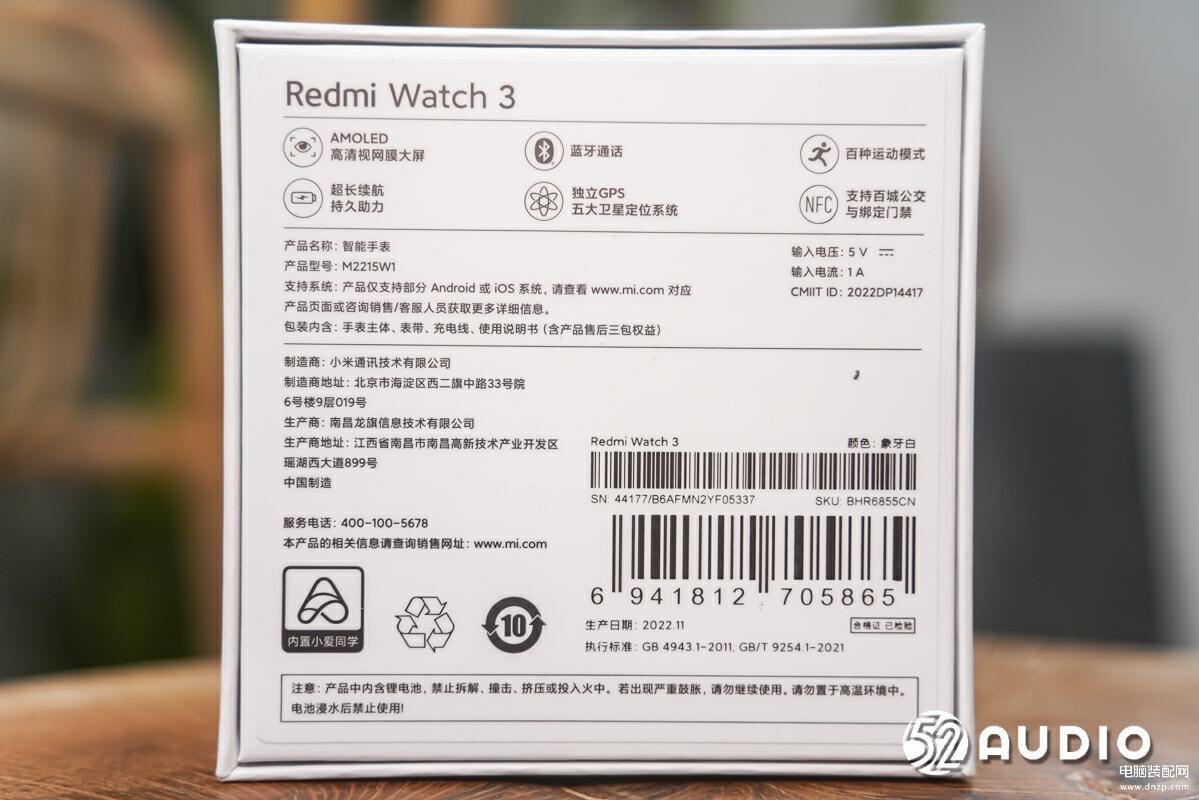 Redmi Watch 3
AMOLED
高清视网膜大屏
蓝牙通话
百种运动模式
超长续航
持久助力
独立GPS
五大卫星定位系统
NFC
支持百城公交
与绑定门禁
产品名称：智能手表
产品型号：M2215W1
支持系统：产品仅支持部分 Android 或 iOS 系统，请查看 www.mi.com 对应
产品页面或咨询销售/客服人员获取更多详细信息。
包装内含：手表主体、表带、充电线、使用说明书（含产品售后三包权益）
输入电压：5 V ⎓
输入电流：1 A
CMIIT ID：2022DP14417
制造商：小米通讯技术有限公司
制造商地址：北京市海淀区西二旗中路33号院
6号楼9层019号
生产商：南昌龙旗信息技术有限公司
生产商地址：江西省南昌市南昌高新技术产业开发区
瑶湖西大道899号
中国制造
Redmi Watch 3
颜色：象牙白
SN: 44177/B6AFMN2YF05337
SKU: BHR6855CN
服务电话：400-100-5678
本产品的相关信息请查询销售网址：www.mi.com
6 941812 705865
内置小爱同学
10
生产日期：2022.11
合格证 已检验
执行标准：GB 4943.1-2011, GB/T 9254.1-2021
注意：产品中内含锂电池，禁止拆解、撞击、挤压或投入火中。若出现严重鼓胀，请勿继续使用。请勿置于高温环境中。
电池浸水后禁止使用!
52 AUDIO
电脑装配网
www.dnzp.com